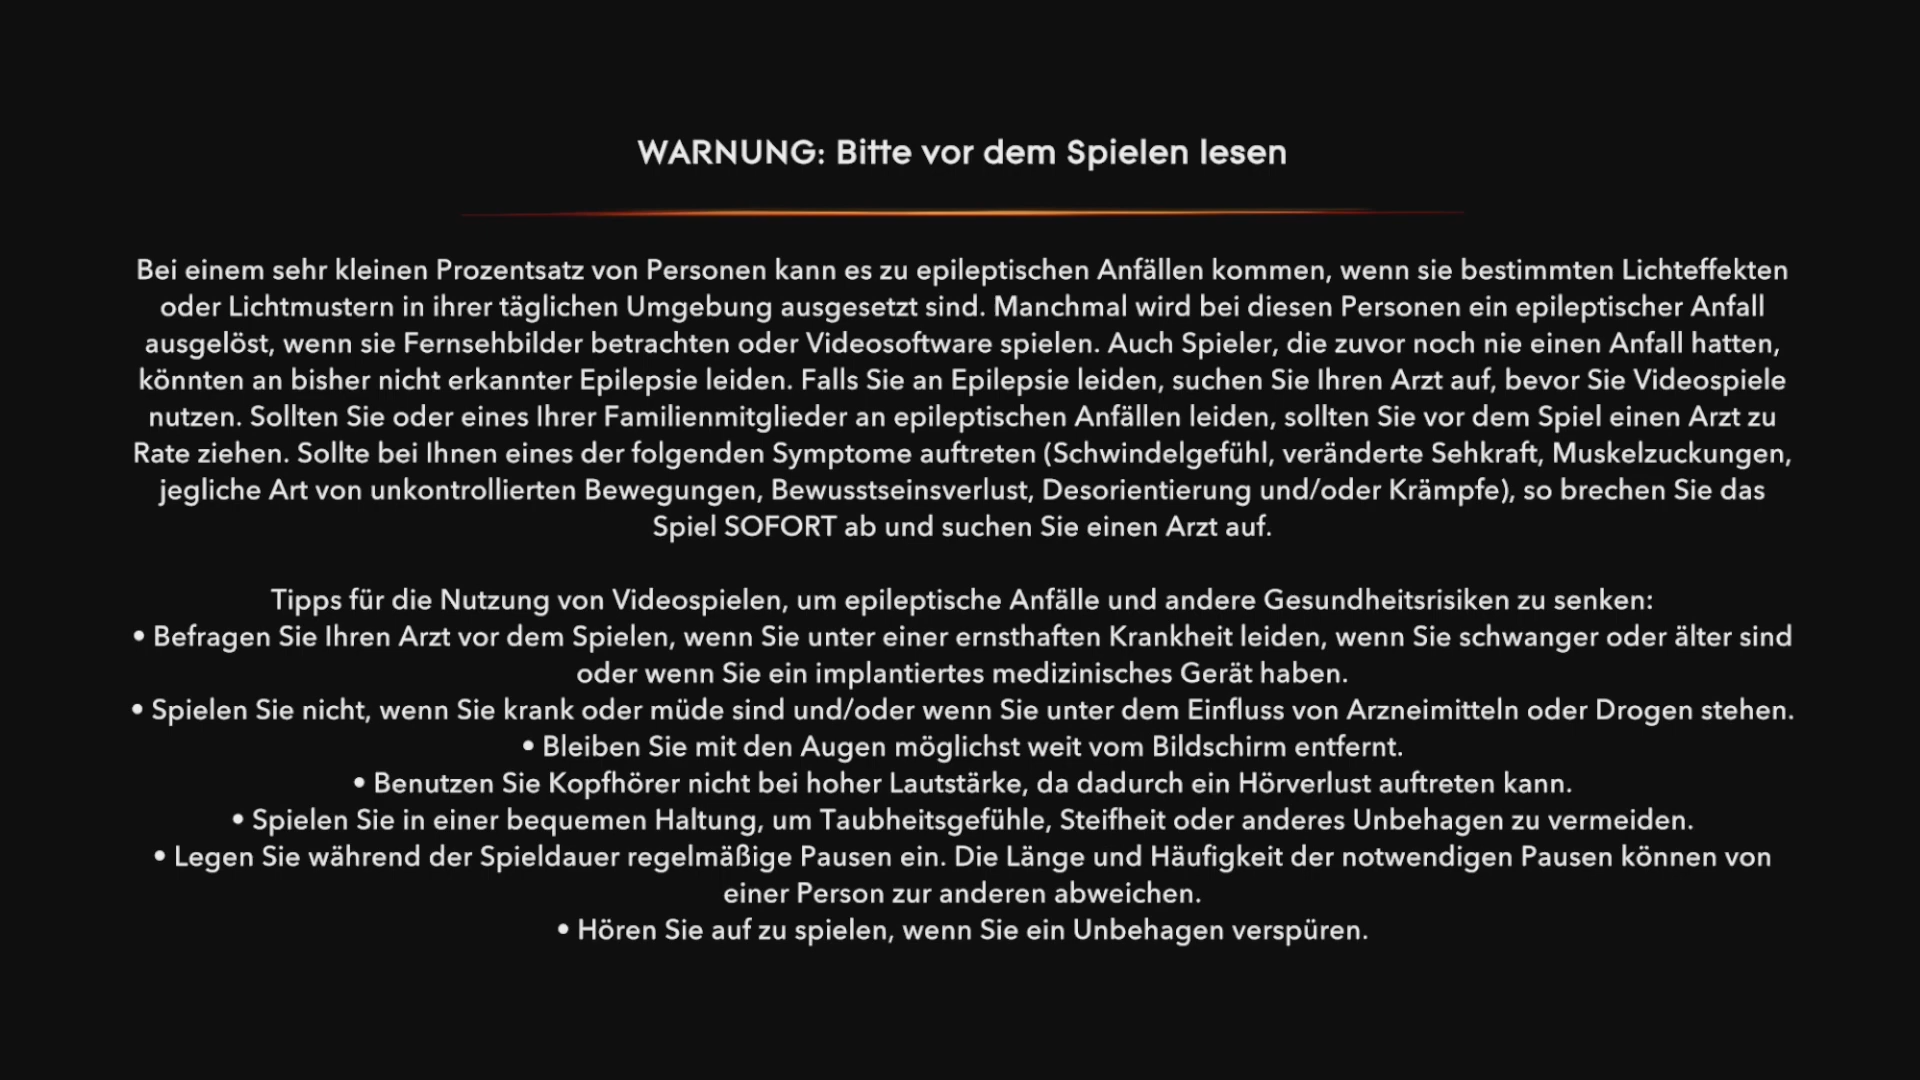 WARNUNG: Bitte vor dem Spielen lesen
Bei einem sehr kleinen Prozentsatz von Personen kann es zu epileptischen Anfällen kommen, wenn sie bestimmten Lichteffekten
oder Lichtmustern in ihrer täglichen Umgebung ausgesetzt sind. Manchmal wird bei diesen Personen ein epileptischer Anfall
ausgelöst, wenn sie Fernsehbilder betrachten oder Videosoftware spielen. Auch Spieler, die zuvor noch nie einen Anfall hatten,
könnten an bisher nicht erkannter Epilepsie leiden. Falls Sie an Epilepsie leiden, suchen Sie Ihren Arzt auf, bevor Sie Videospiele
nutzen. Sollten Sie oder eines Ihrer Familienmitglieder an epileptischen Anfällen leiden, sollten Sie vor dem Spiel einen Arzt zu
Rate ziehen. Sollte bei Ihnen eines der folgenden Symptome auftreten (Schwindelgefühl, veränderte Sehkraft, Muskelzuckungen,
jegliche Art von unkontrollierten Bewegungen, Bewusstseinsverlust, Desorientierung und/oder Krämpfe), so brechen Sie das
Spiel SOFORT ab und suchen Sie einen Arzt auf.
Tipps für die Nutzung von Videospielen, um epileptische Anfälle und andere Gesundheitsrisiken zu senken:
• Befragen Sie Ihren Arzt vor dem Spielen, wenn Sie unter einer ernsthaften Krankheit leiden, wenn Sie schwanger oder älter sind
oder wenn Sie ein implantiertes medizinisches Gerät haben.
• Spielen Sie nicht, wenn Sie krank oder müde sind und/oder wenn Sie unter dem Einfluss von Arzneimitteln oder Drogen stehen.
• Bleiben Sie mit den Augen möglichst weit vom Bildschirm entfernt.
• Benutzen Sie Kopfhörer nicht bei hoher Lautstärke, da dadurch ein Hörverlust auftreten kann.
• Spielen Sie in einer bequemen Haltung, um Taubheitsgefühle, Steifheit oder anderes Unbehagen zu vermeiden.
• Legen Sie während der Spieldauer regelmäßige Pausen ein. Die Länge und Häufigkeit der notwendigen Pausen können von
einer Person zur anderen abweichen.
• Hören Sie auf zu spielen, wenn Sie ein Unbehagen verspüren.